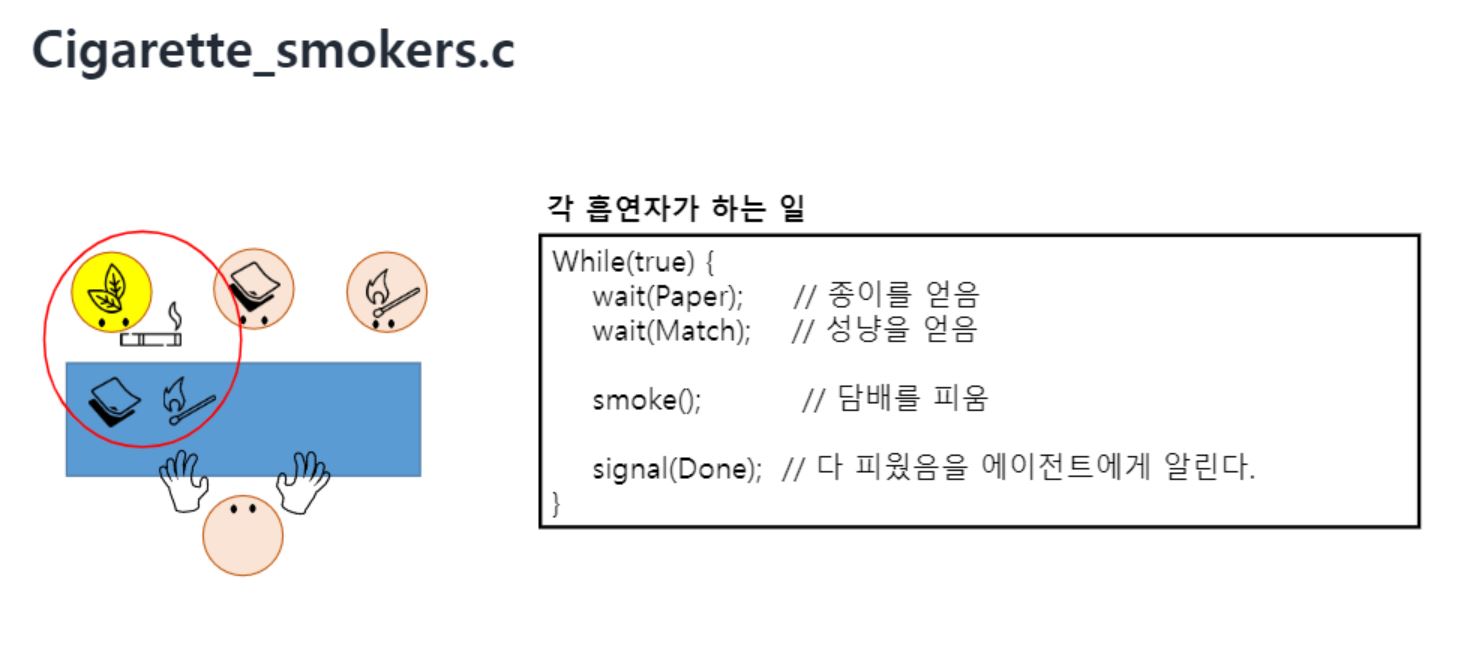 Cigarette_smokers.c
각 흡연자가 하는 일
While(true) {
wait(Paper); // 종이를 얻음
wait(Match); // 성냥을 얻음
smoke(); // 담배를 피움
signal(Done); // 다 피웠음을 에이전트에게 알린다.
}